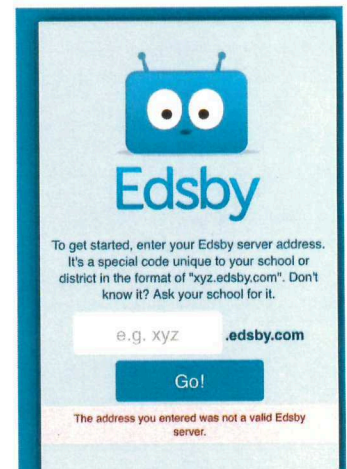 Edsby
To get started, enter your Edsby server address.
It's a special code unique to your school or
district in the format of "xyz.edsby.com". Don't
know it? Ask your school for it.
e.g. xyz .edsby.com
Go!
The address you entered was not a valid Edsby
server.